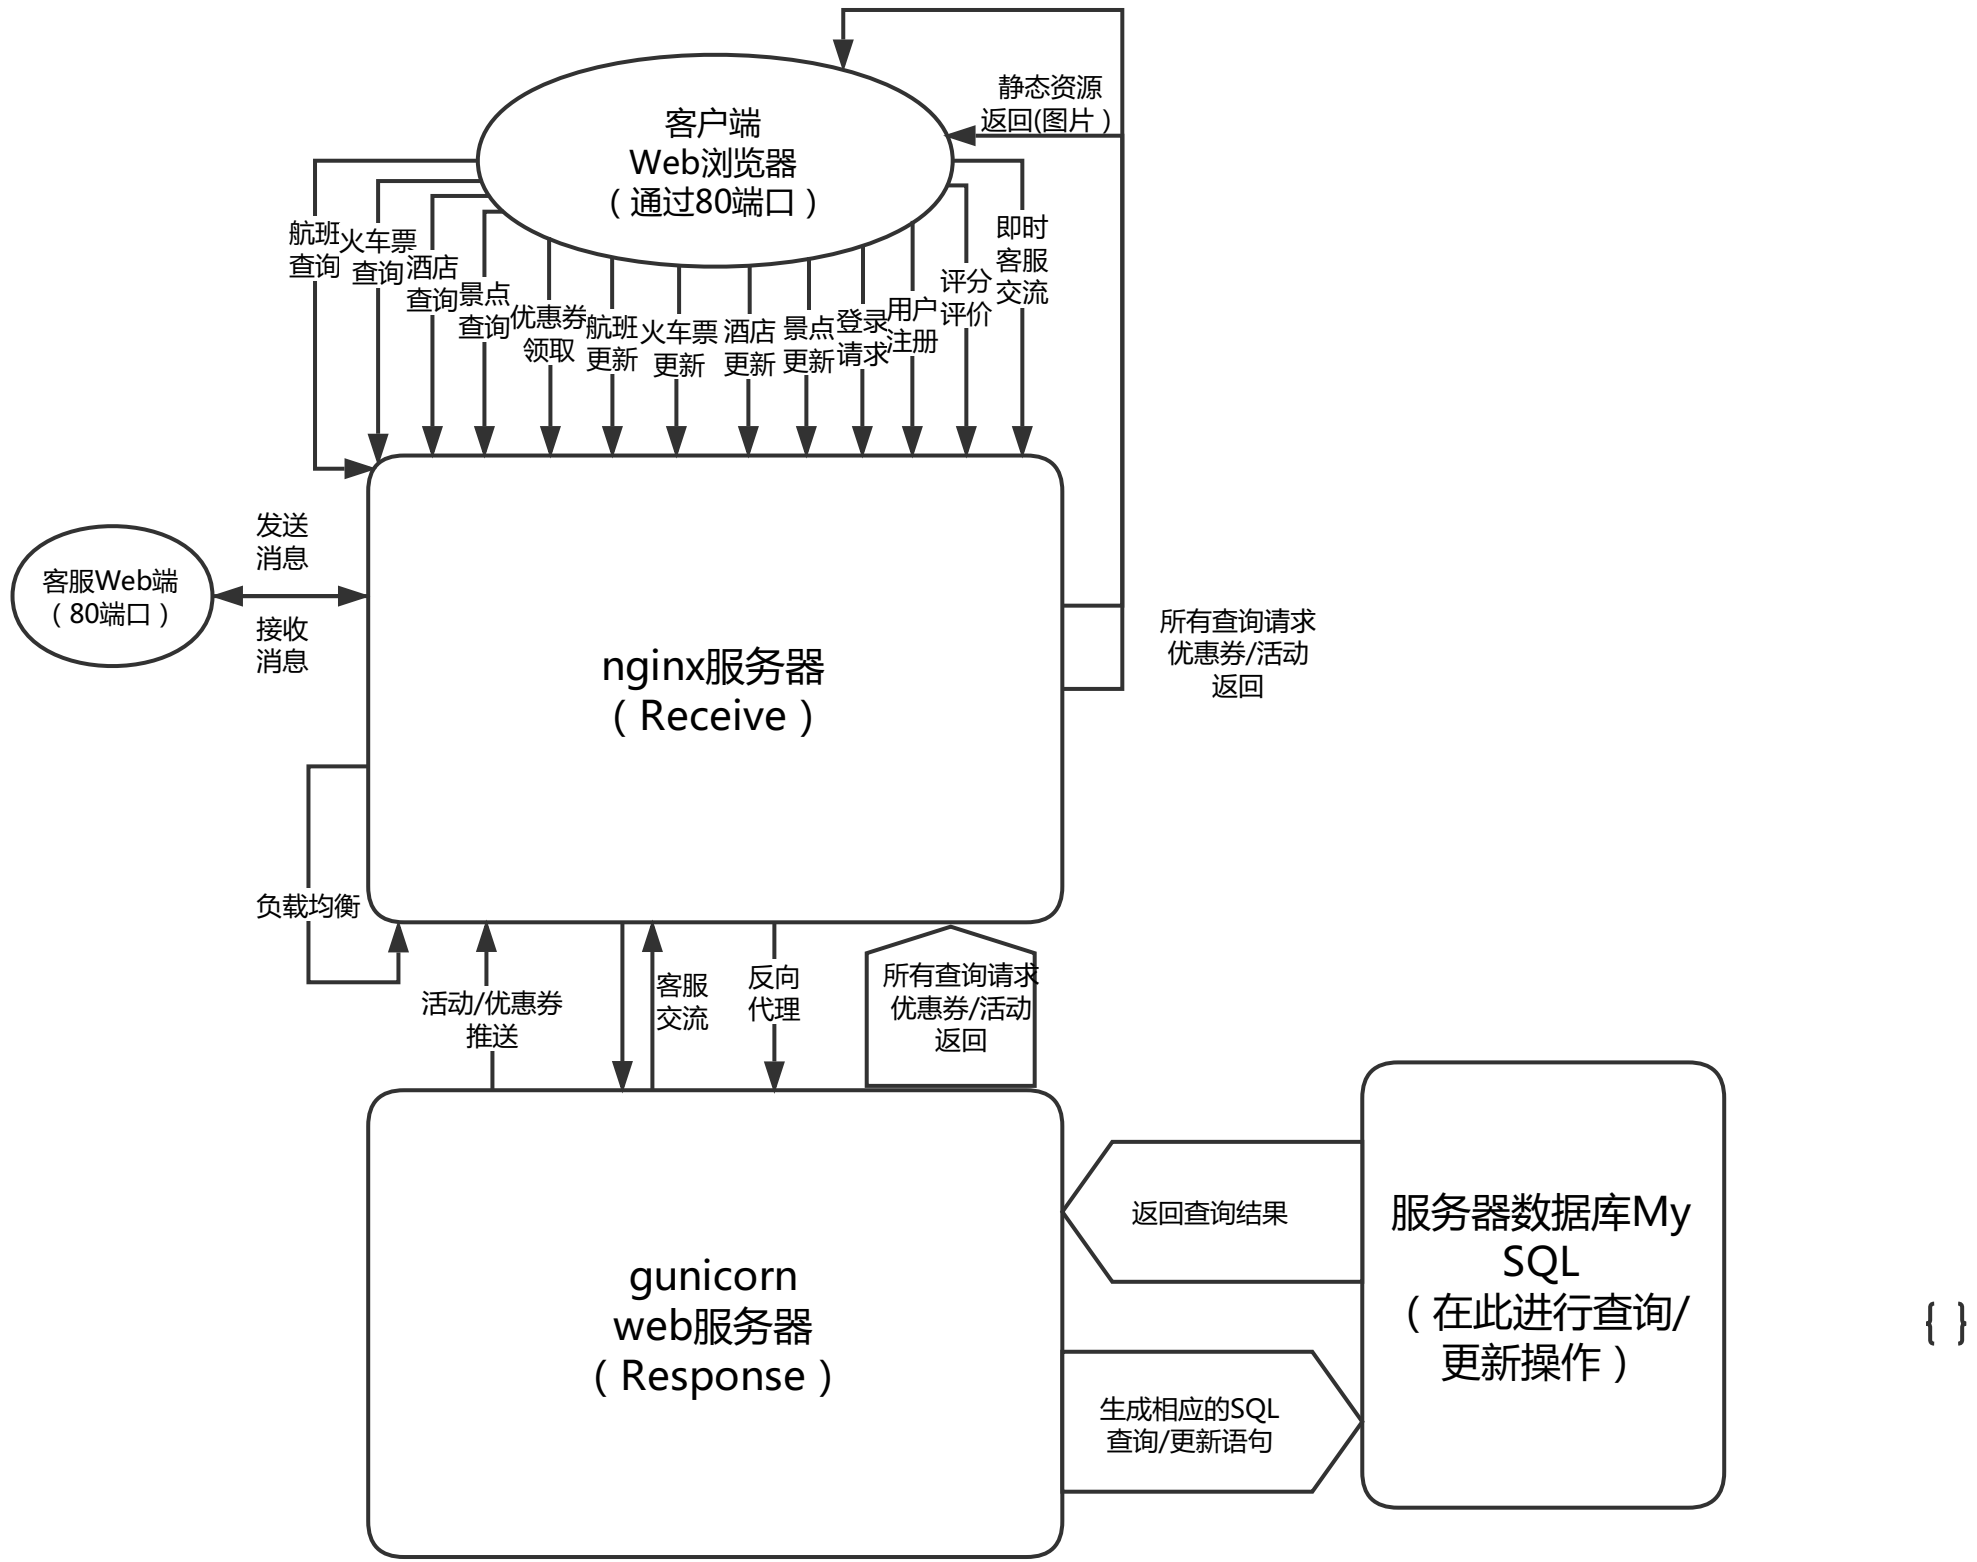 静态资源
返回(图片）
客户端
Web浏览器
（通过80端口）
航班
查询
火车票
查询
酒店
查询
景点
查询
优惠券
领取
航班
更新
火车票
更新
酒店
更新
景点
更新
登录
请求
用户
注册
评分
评价
即时
客服
交流
发送
消息
客服Web端
（80端口）
接收
消息
nginx服务器
（Receive）
所有查询请求
优惠券/活动
返回
负载均衡
活动/优惠券
推送
客服
交流
反向
代理
所有查询请求
优惠券/活动
返回
gunicorn
web服务器
（Response）
返回查询结果
生成相应的SQL
查询/更新语句
服务器数据库My
SQL
（在此进行查询/
更新操作）
{ }